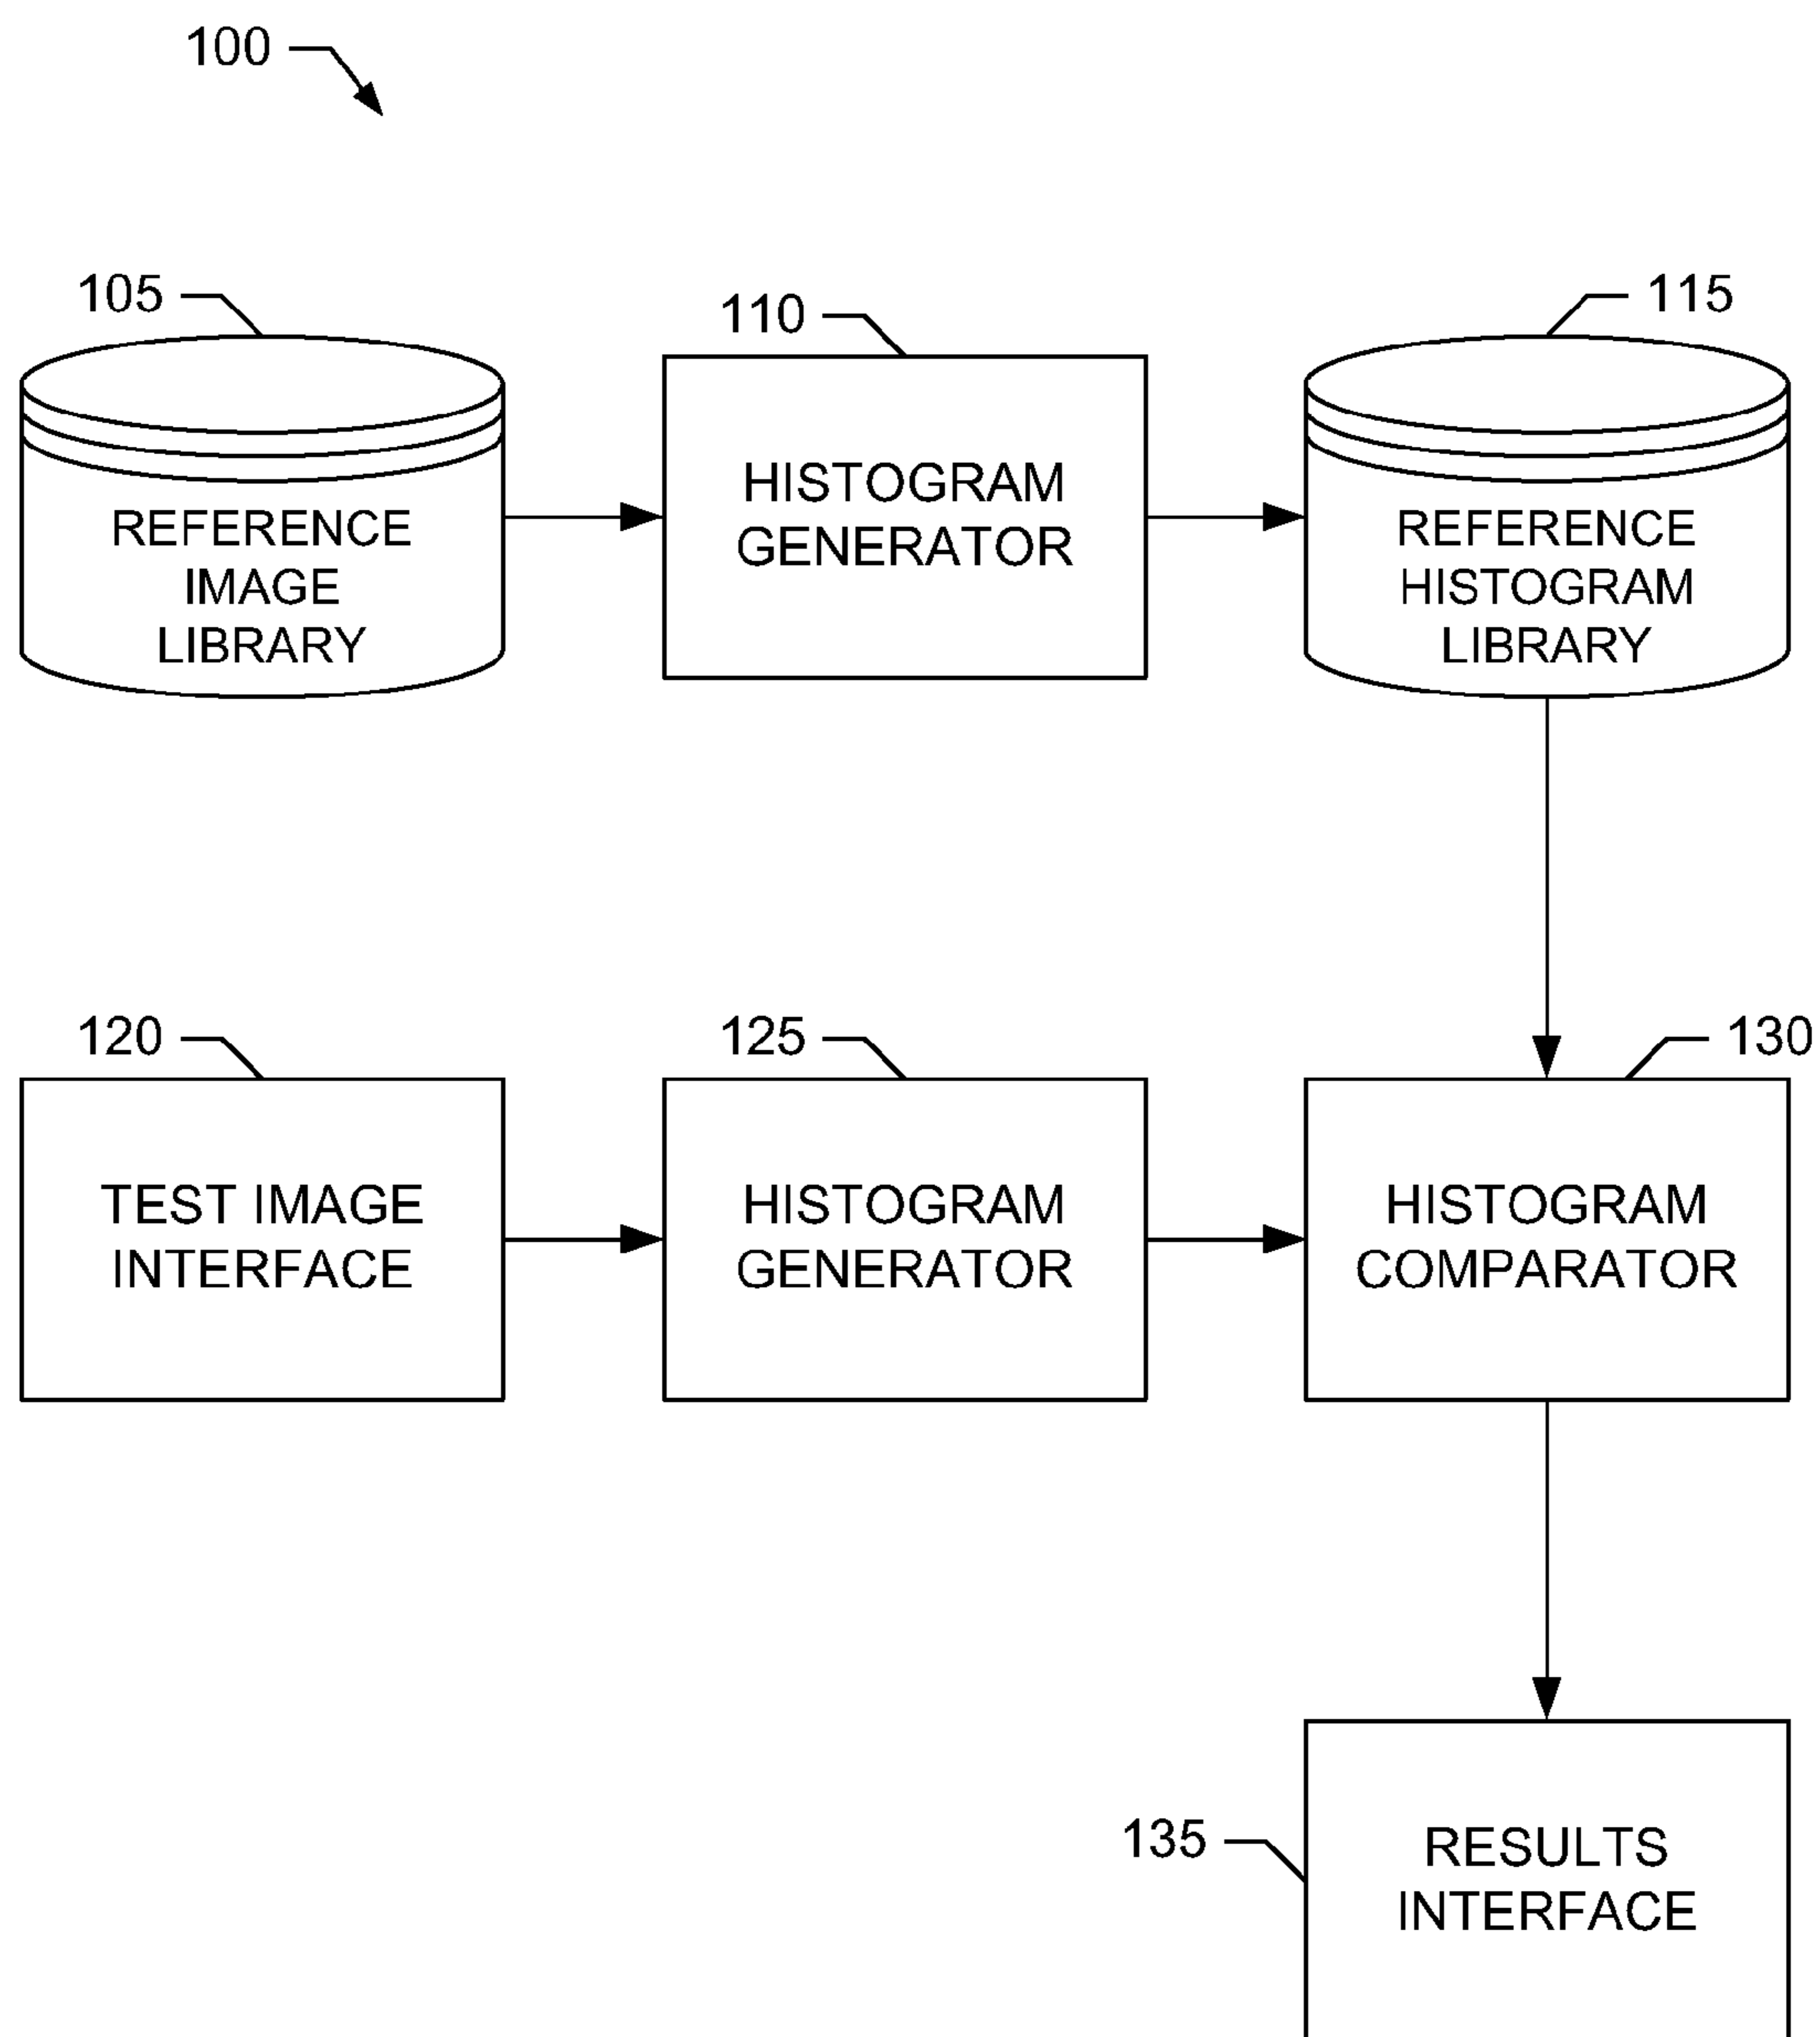 100
105
110
115
REFERENCE
IMAGE
LIBRARY
HISTOGRAM
GENERATOR
REFERENCE
HISTOGRAM
LIBRARY
120
125
130
TEST IMAGE
INTERFACE
HISTOGRAM
GENERATOR
HISTOGRAM
COMPARATOR
135
RESULTS
INTERFACE